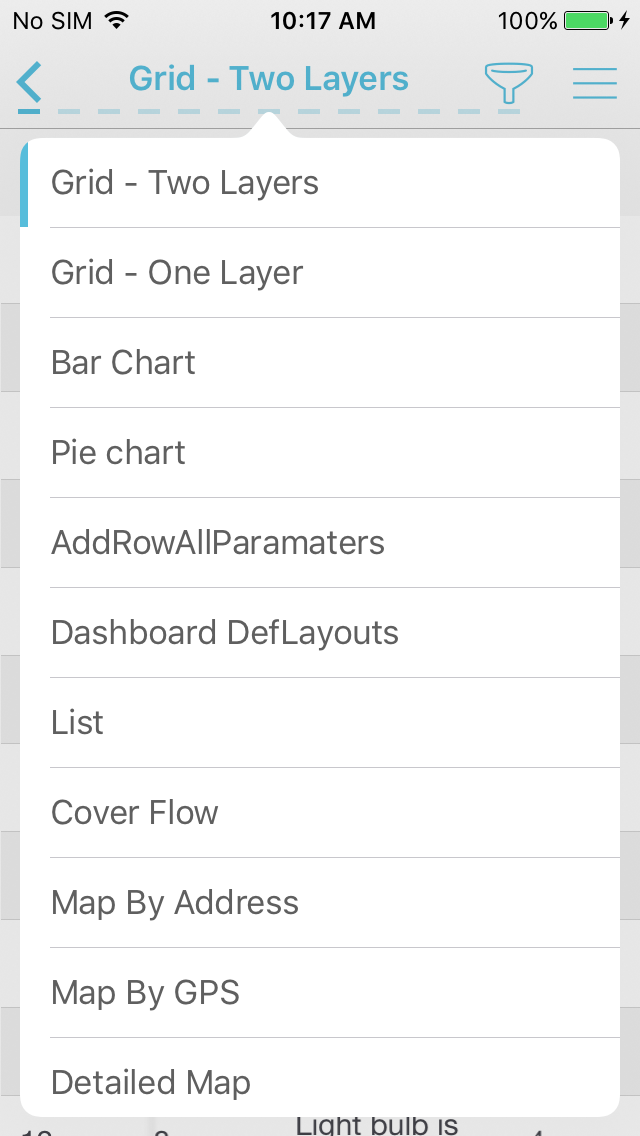 No SIM 10:17 AM 100%
Grid - Two Layers
Grid - Two Layers
Grid - One Layer
Bar Chart
Pie chart
AddRowAllParamaters
Dashboard DefLayouts
List
Cover Flow
Map By Address
Map By GPS
Detailed Map
Light bulb is